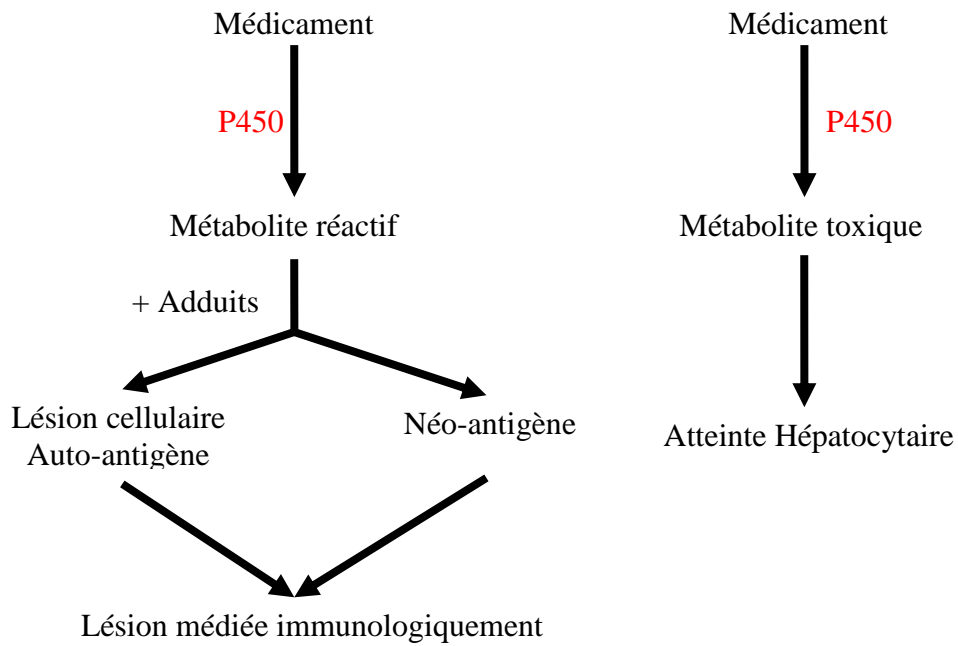 Médicament
P450
Métabolite réactif
+ Adduits
Lésion cellulaire
Auto-antigène
Néo-antigène
Lésion médiée immunologiquement
Médicament
P450
Métabolite toxique
Atteinte Hépatocytaire